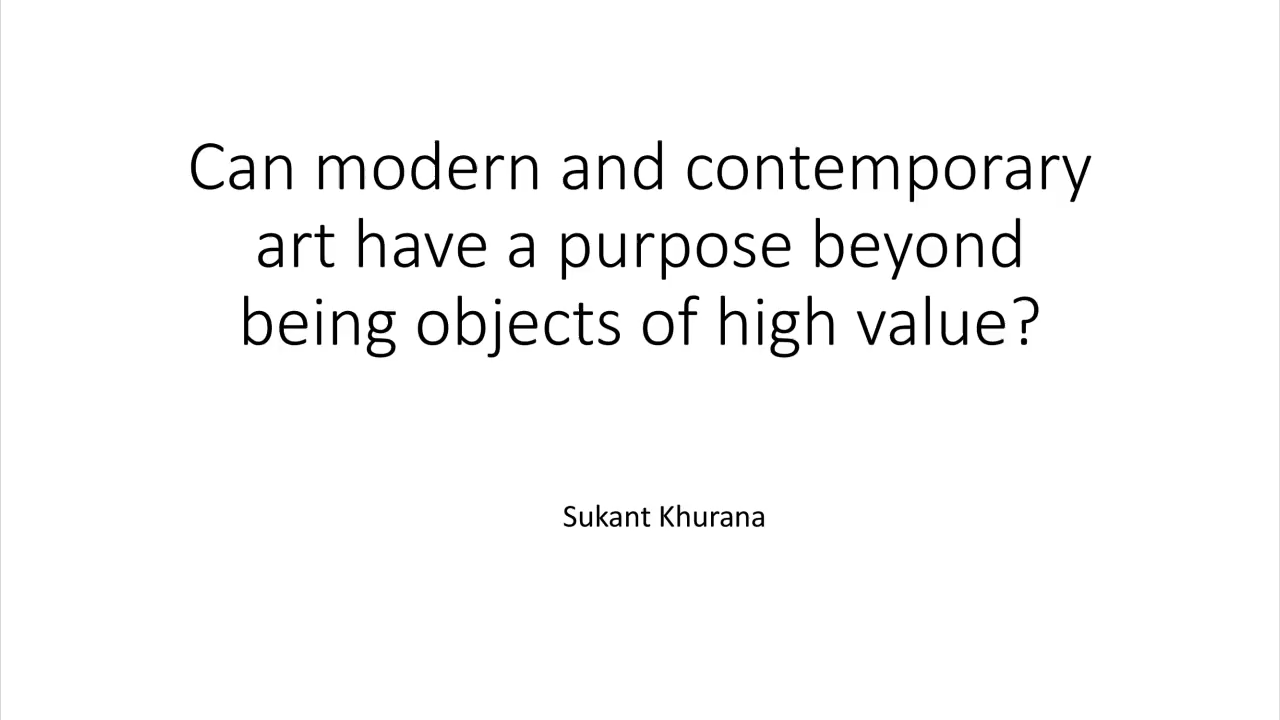 Can modern and contemporary
art have a purpose beyond
being objects of high value?
Sukant Khurana